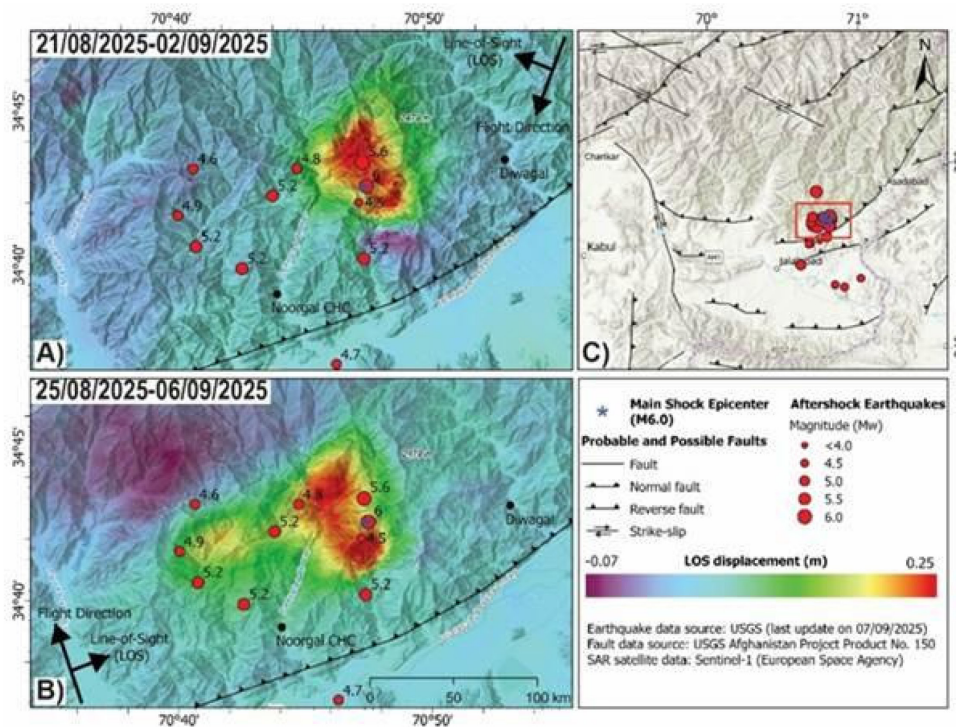 70°40'
70°50'
21/08/2025-02/09/2025
Line-of-Sight
(LOS)
Flight Direction
34°45'
34°40'
4.6
4.8
5.6
6
4.5
4.9
5.2
5.2
5.2
5.2
4.7
Diwagal
Noorgal CHC
A)
70°
71°
N
Charikar
Asadabad
Kabul
Jalalabad
C)
25/08/2025-06/09/2025
34°45'
34°40'
4.6
4.8
5.6
6
4.5
4.9
5.2
5.2
5.2
5.2
4.7
Diwagal
Noorgal CHC
Flight Direction
Line-of-Sight
(LOS)
0 50 100 km
B)
70°40'
70°50'
Main Shock Epicenter
(M6.0)
Probable and Possible Faults
Fault
Normal fault
Reverse fault
Strike-slip
Aftershock Earthquakes
Magnitude (Mw)
<4.0
4.5
5.0
5.5
6.0
-0.07 LOS displacement (m) 0.25
Earthquake data source: USGS (last update on 07/09/2025)
Fault data source: USGS Afghanistan Project Product No. 150
SAR satellite data: Sentinel-1 (European Space Agency)